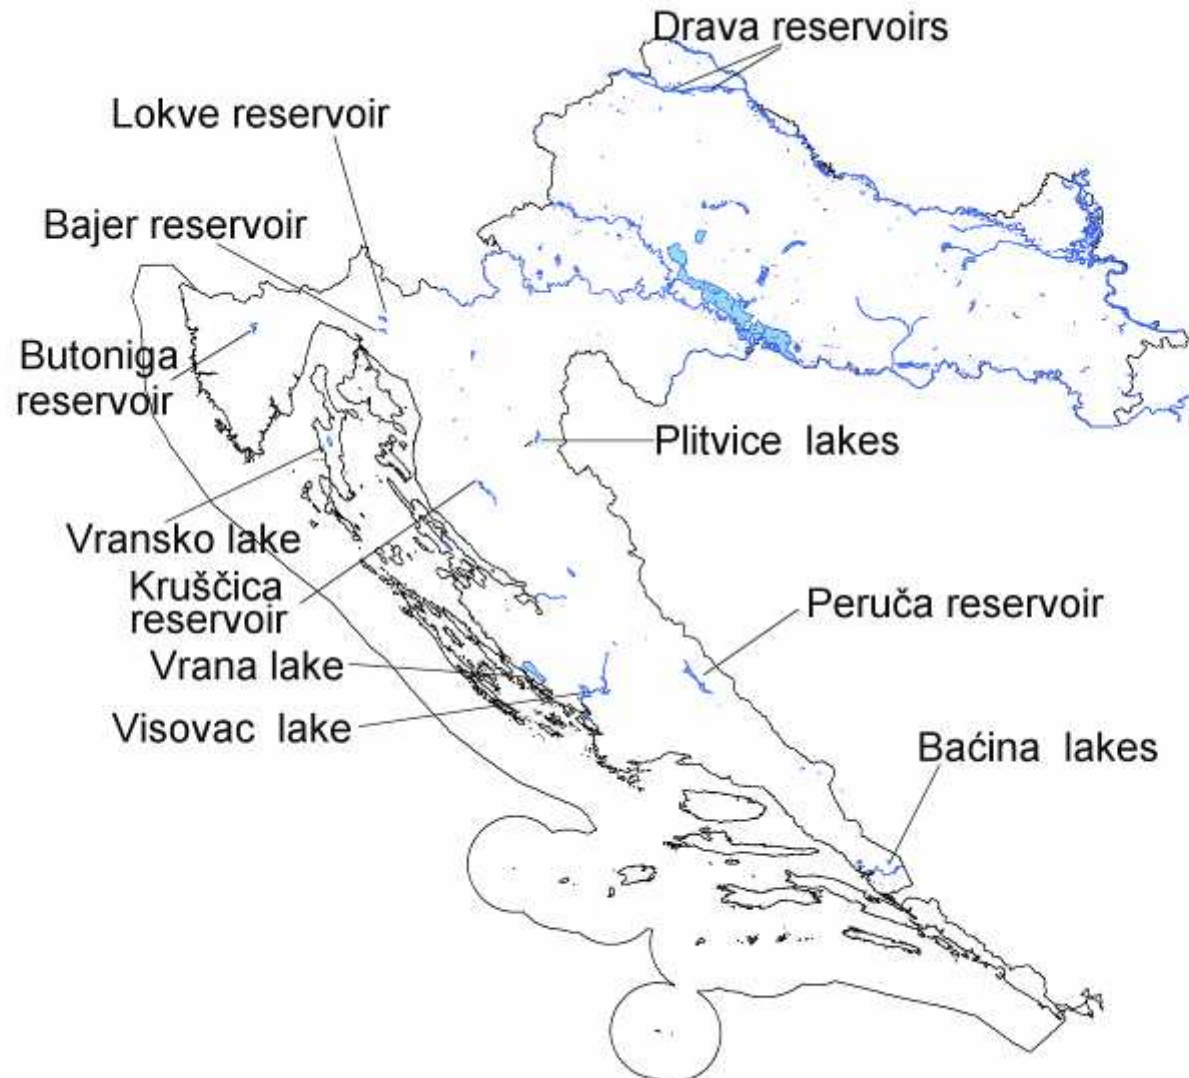 Drava reservoirs
Lokve reservoir
Bajer reservoir
Butoniga
reservoir
Plitvice lakes
Vransko lake
Kruščica
reservoir
Peruča reservoir
Vrana lake
Visovac lake
Baćina lakes